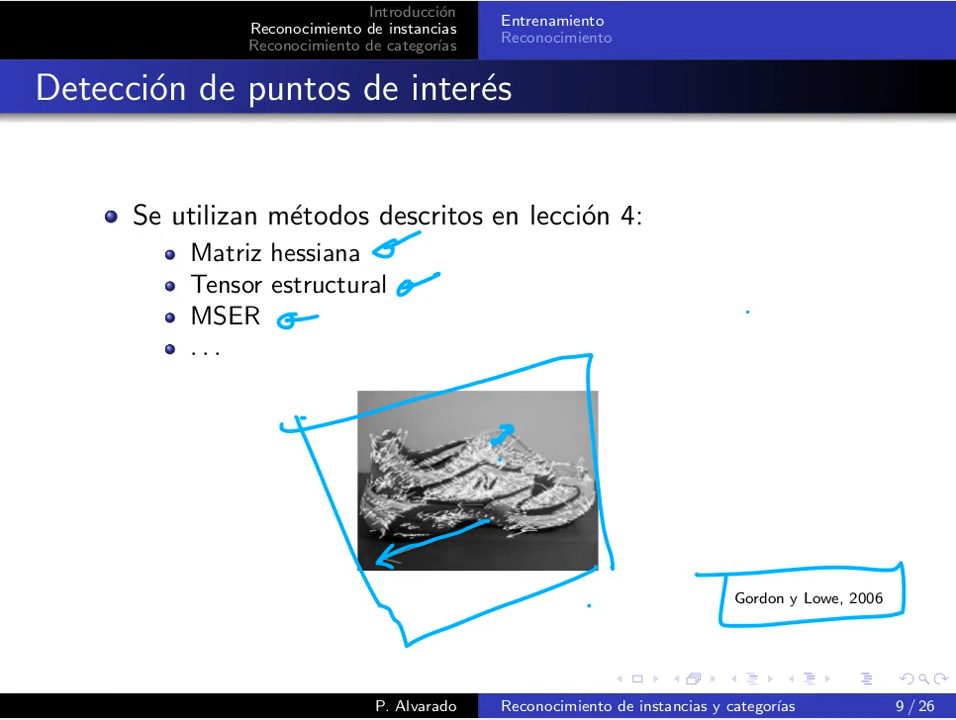 Introducción
Reconocimiento de instancias
Reconocimiento de categorías
Entrenamiento
Reconocimiento
Detección de puntos de interés
Se utilizan métodos descritos en lección 4:
Matriz hessiana
Tensor estructural
MSER
. . .
Gordon y Lowe, 2006
P. Alvarado
Reconocimiento de instancias y categorías
9 / 26